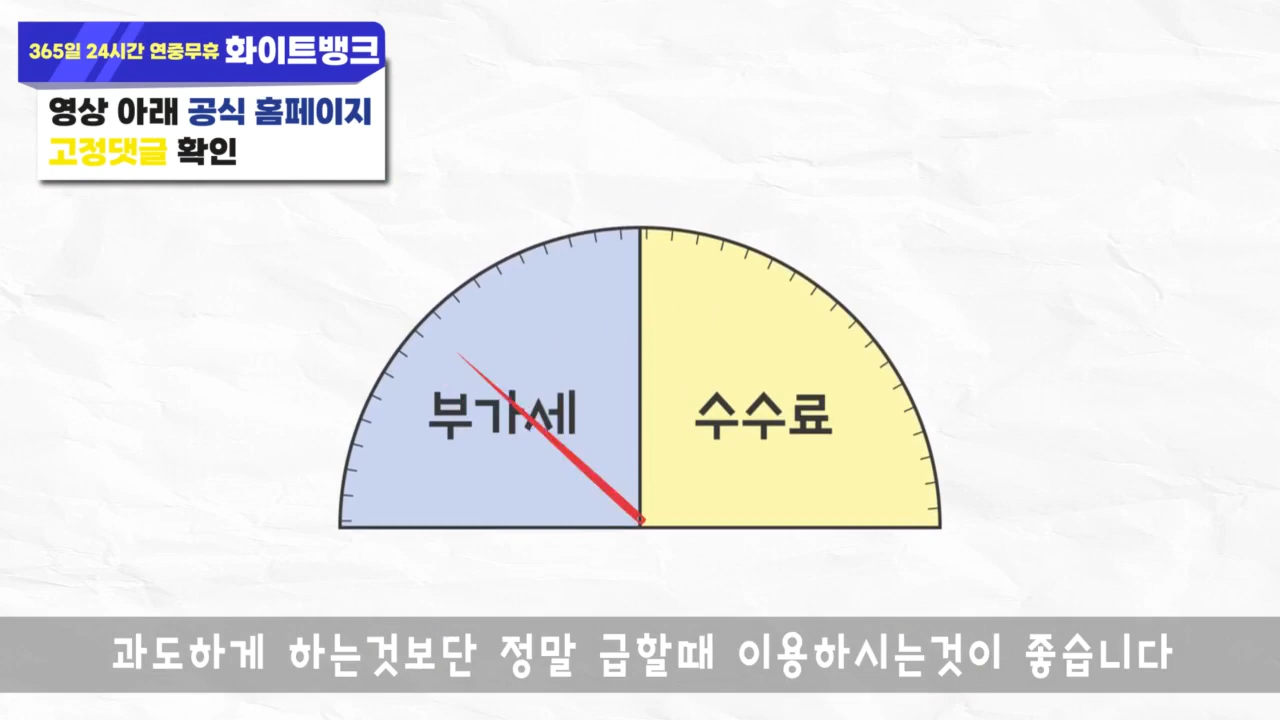 365일 24시간 연중무휴 화이트뱅크
영상 아래 공식 홈페이지
고정댓글 확인
부가세
수수료
과도하게 하는것보단 정말 급할때 이용하시는것이 좋습니다